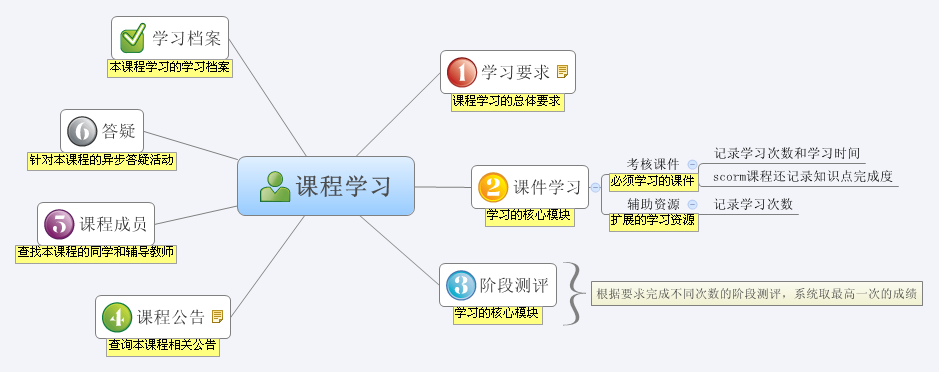 课程学习
1 学习要求
课程学习的总体要求
2 课件学习
学习的核心模块
考核课件
必须学习的课件
记录学习次数和学习时间
scorm课程还记录知识点完成度
辅助资源
扩展的学习资源
记录学习次数
3 阶段测评
学习的核心模块
根据要求完成不同次数的阶段测评，系统取最高一次的成绩
4 课程公告
查询本课程相关公告
5 课程成员
查找本课程的同学和辅导教师
6 答疑
针对本课程的异步答疑活动
学习档案
本课程学习的学习档案